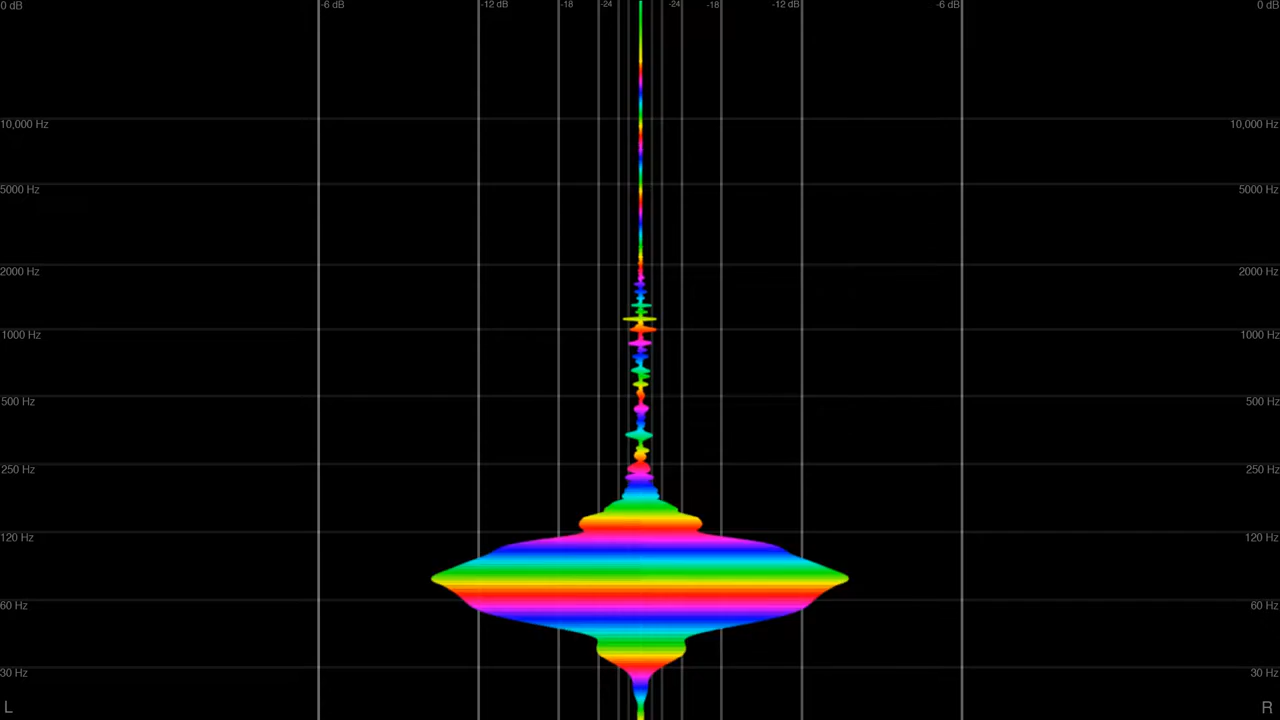 0 dB -6 dB -12 dB -18 -24 -24 -18 -12 dB -6 dB 0 dB
10,000 Hz 10,000 Hz
5000 Hz 5000 Hz
2000 Hz 2000 Hz
1000 Hz 1000 Hz
500 Hz 500 Hz
250 Hz 250 Hz
120 Hz 120 Hz
60 Hz 60 Hz
30 Hz 30 Hz
L R